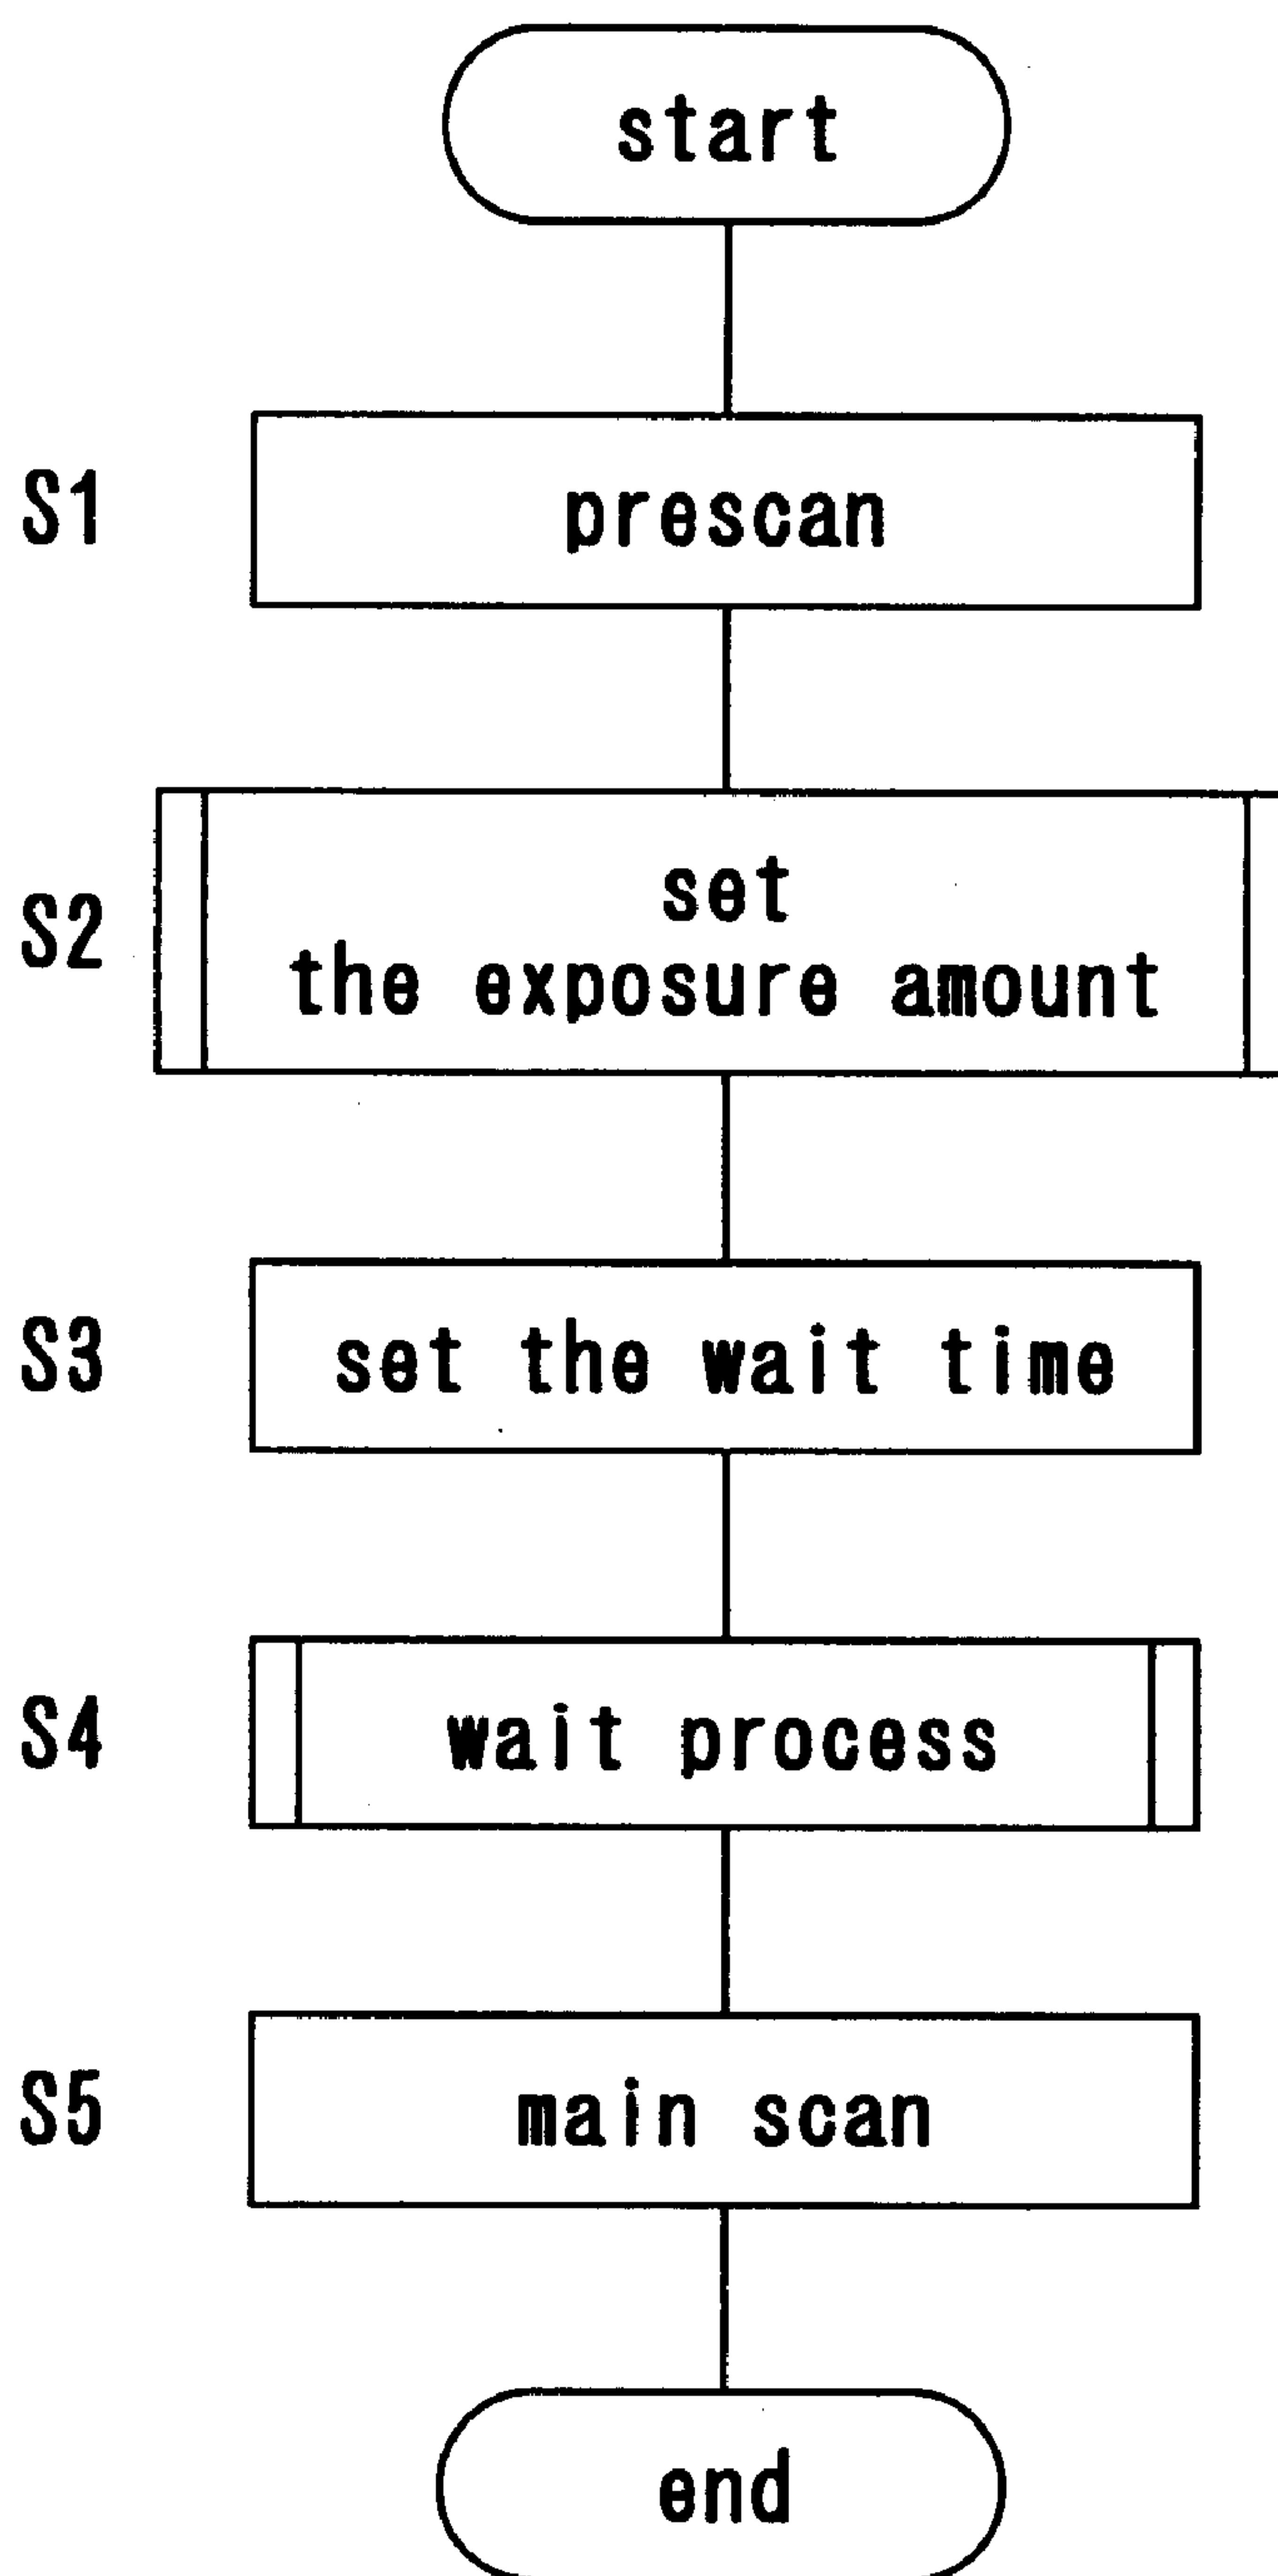 start
S1
prescan
S2
set
the exposure amount
S3
set the wait time
S4
wait process
S5
main scan
end